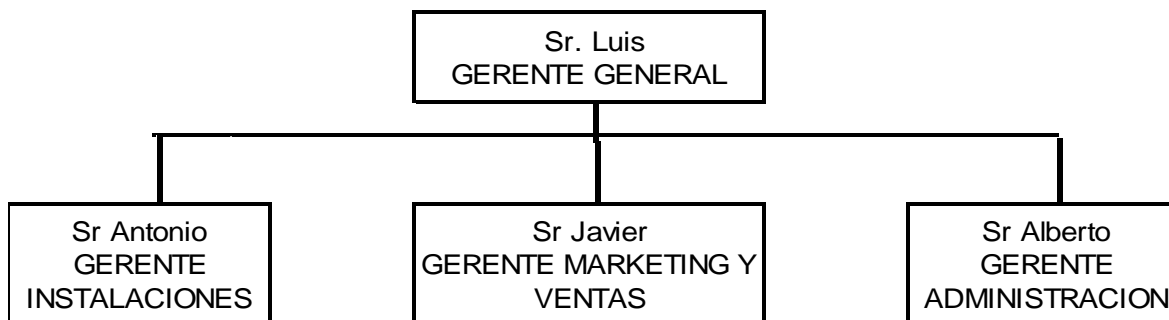 Sr. Luis
GERENTE GENERAL
Sr Antonio
GERENTE
INSTALACIONES
Sr Javier
GERENTE MARKETING Y
VENTAS
Sr Alberto
GERENTE
ADMINISTRACION